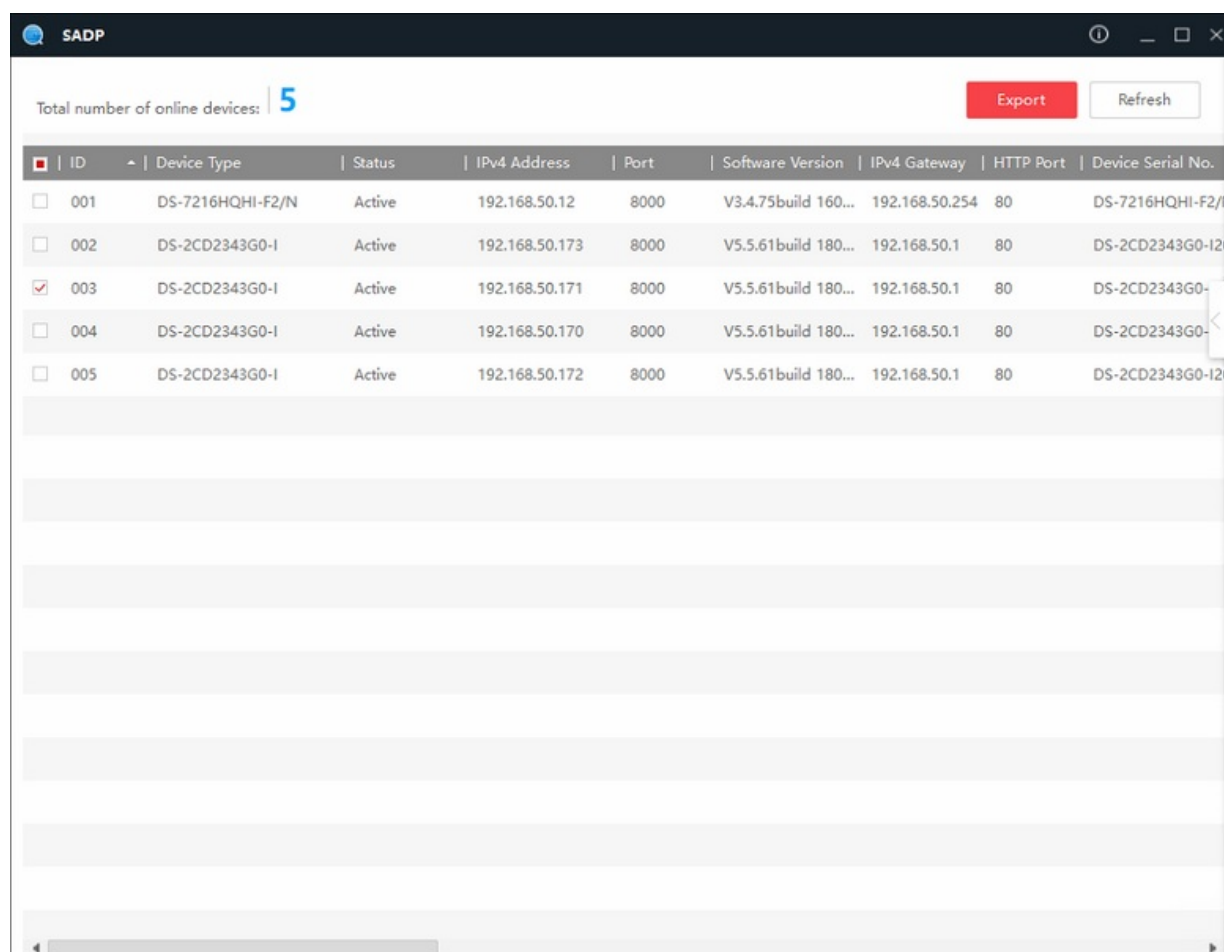 SADP
Total number of online devices: 5 Export Refresh
ID Device Type Status IPv4 Address Port Software Version IPv4 Gateway HTTP Port Device Serial No.
001 DS-7216HQHI-F2/N Active 192.168.50.12 8000 V3.4.75build 160... 192.168.50.254 80 DS-7216HQHI-F2/
002 DS-2CD2343G0-I Active 192.168.50.173 8000 V5.5.61build 180... 192.168.50.1 80 DS-2CD2343G0-I2
003 DS-2CD2343G0-I Active 192.168.50.171 8000 V5.5.61build 180... 192.168.50.1 80 DS-2CD2343G0-
004 DS-2CD2343G0-I Active 192.168.50.170 8000 V5.5.61build 180... 192.168.50.1 80 DS-2CD2343G0-
005 DS-2CD2343G0-I Active 192.168.50.172 8000 V5.5.61build 180... 192.168.50.1 80 DS-2CD2343G0-I2